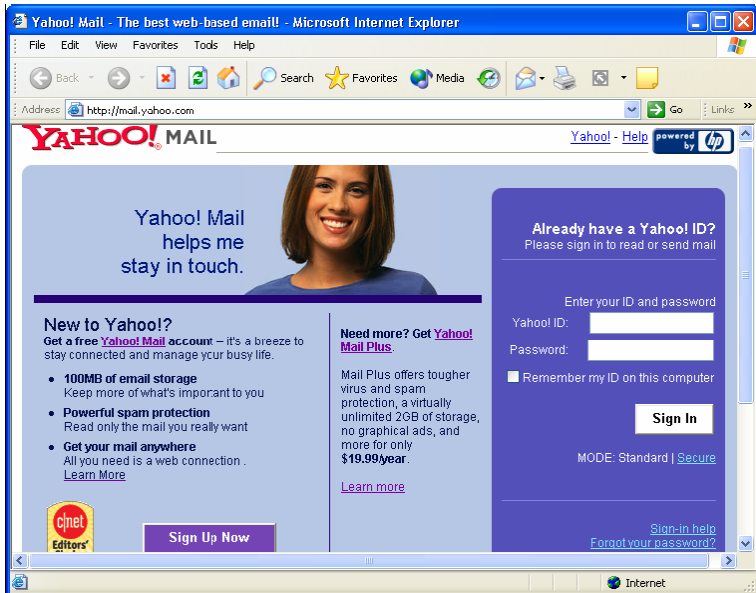 Yahoo! Mail - The best web-based email! - Microsoft Internet Explorer
File Edit View Favorites Tools Help
Back Search Favorites Media
Address http://mail.yahoo.com Go Links »
YAHOO! MAIL
Yahoo! - Help powered by hp
Yahoo! Mail
helps me
stay in touch.
New to Yahoo!?
Get a free Yahoo! Mail account – it's a breeze to
stay connected and manage your busy life.
100MB of email storage
Keep more of what's important to you
Powerful spam protection
Read only the mail you really want
Get your mail anywhere
All you need is a web connection .
Learn More
c|net
Editors'
Sign Up Now
Need more? Get Yahoo!
Mail Plus.
Mail Plus offers tougher
virus and spam
protection, a virtually
unlimited 2GB of storage,
no graphical ads, and
more for only
$19.99/year.
Learn more
Already have a Yahoo! ID?
Please sign in to read or send mail
Enter your ID and password
Yahoo! ID:
Password:
Remember my ID on this computer
Sign In
MODE: Standard | Secure
Sign-in help
Forgot your password?
Internet